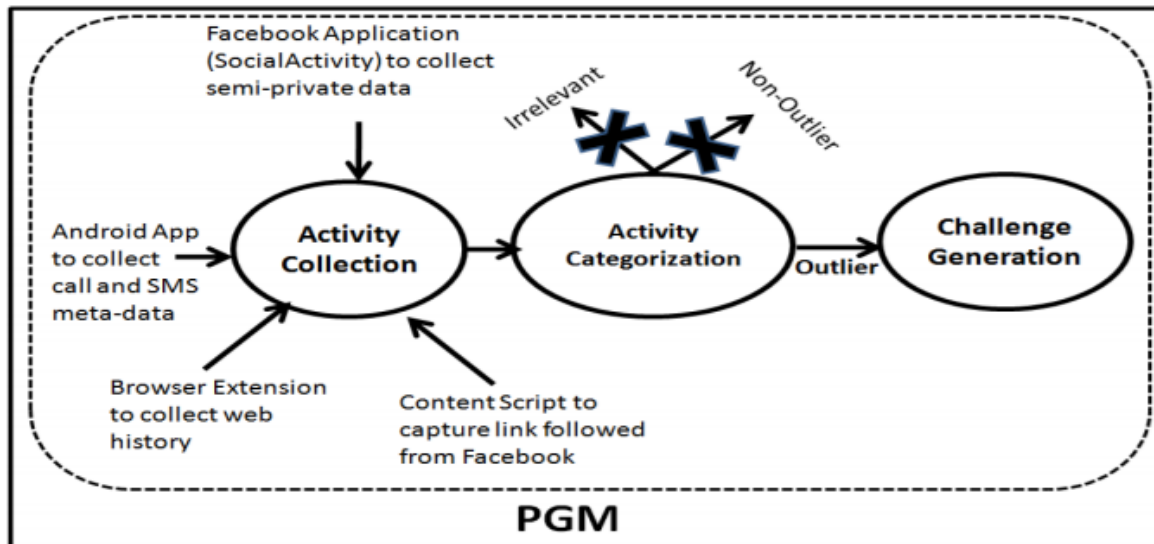 Facebook Application
(SocialActivity) to collect
semi-private data
Irrelevant
Non-Outlier
Android App
to collect
call and SMS
meta-data
Activity
Collection
Activity
Categorization
Outlier
Challenge
Generation
Browser Extension
to collect web
history
Content Script to
capture link followed
from Facebook
PGM